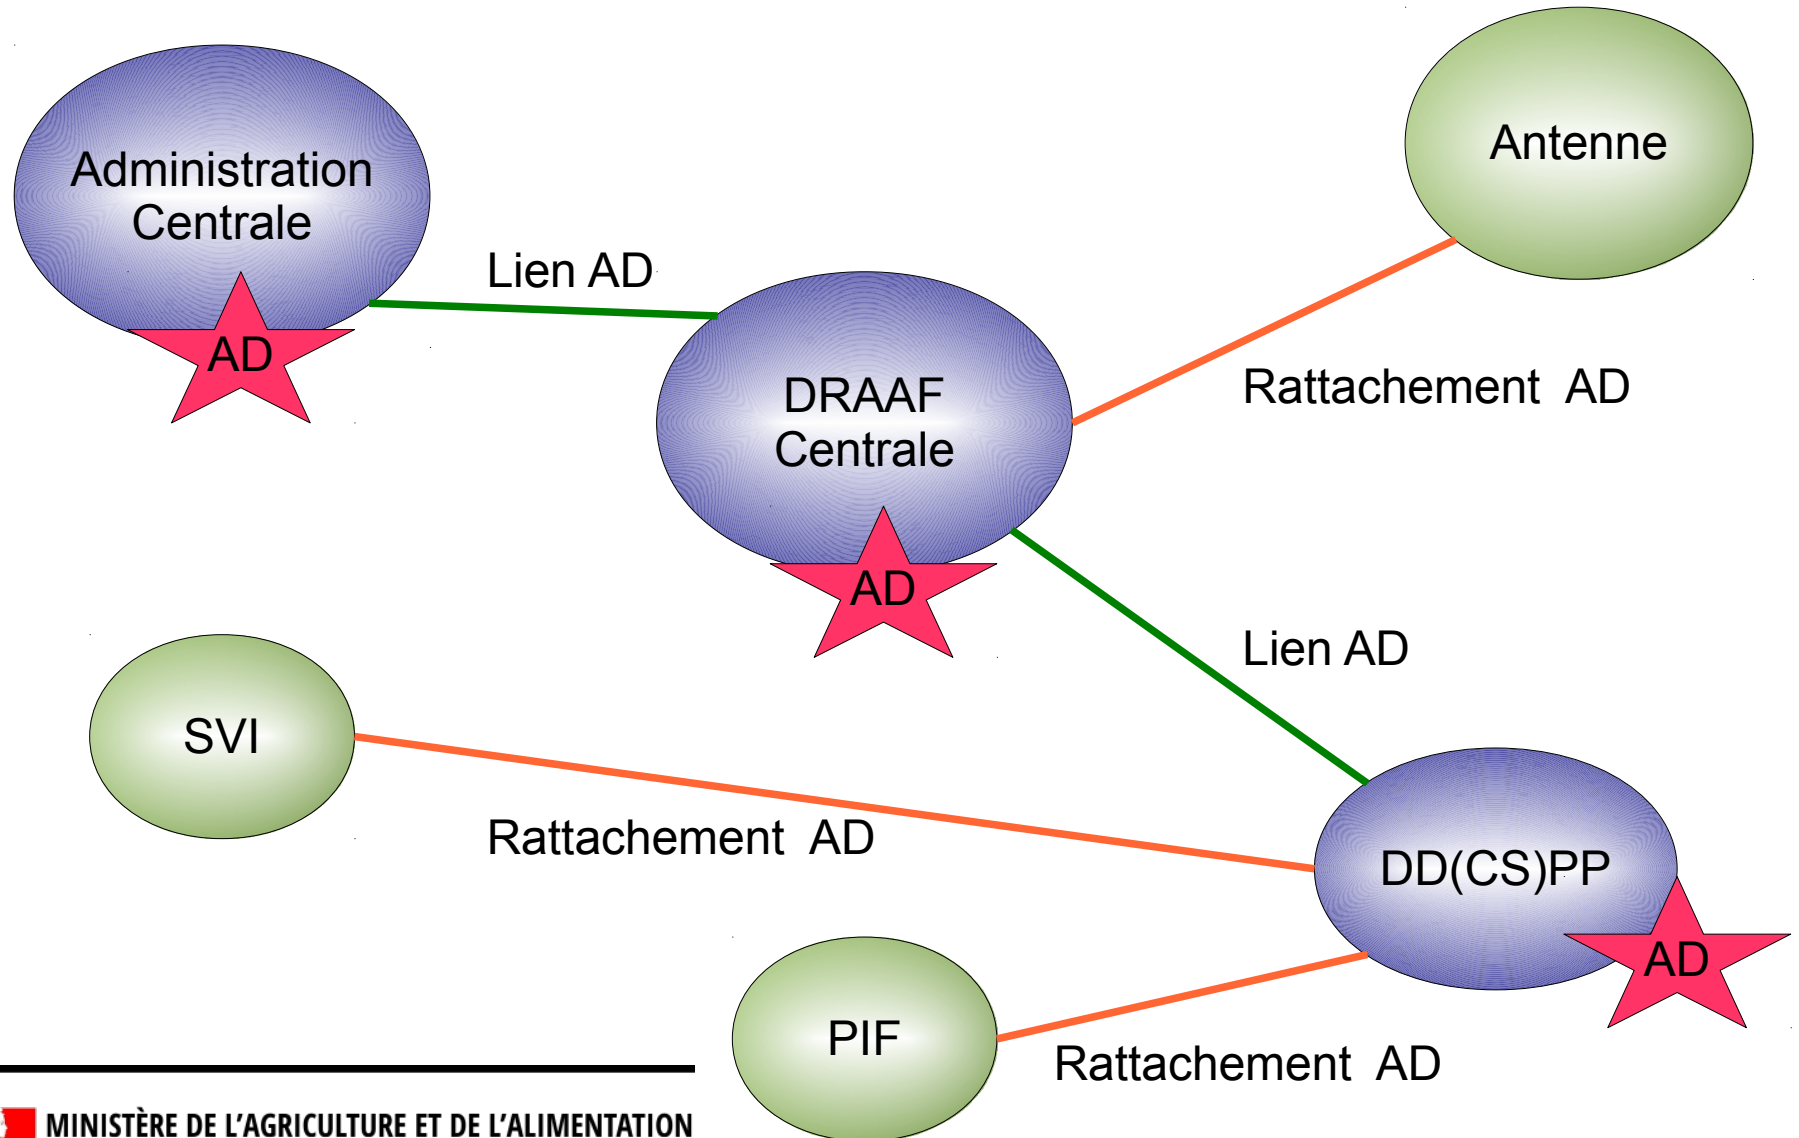 Administration
Centrale
AD
Lien AD
Antenne
DRAAF
Centrale
AD
Rattachement  AD
Lien AD
SVI
Rattachement  AD
DD(CS)PP
AD
PIF
Rattachement  AD
MINISTÈRE DE L’AGRICULTURE ET DE L’ALIMENTATION